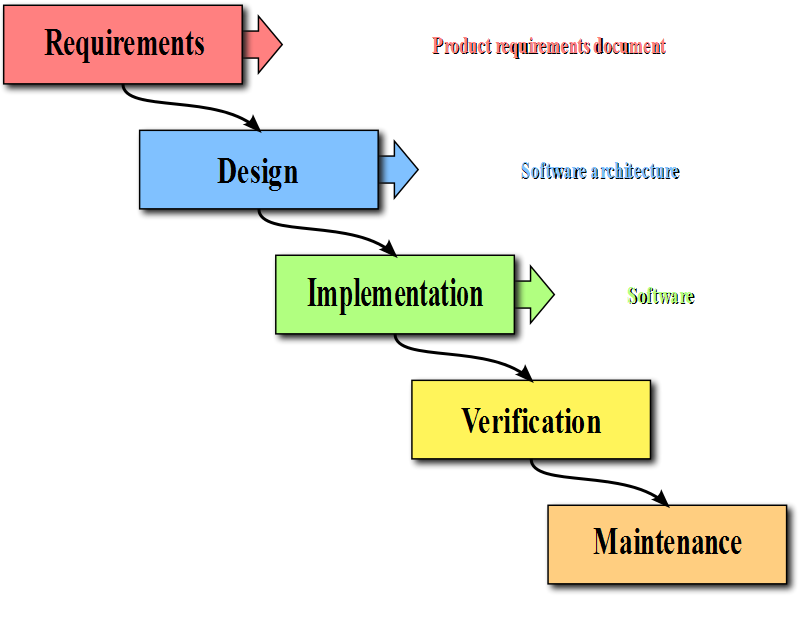 Requirements
Product requirements document
Design
Software architecture
Implementation
Software
Verification
Maintenance